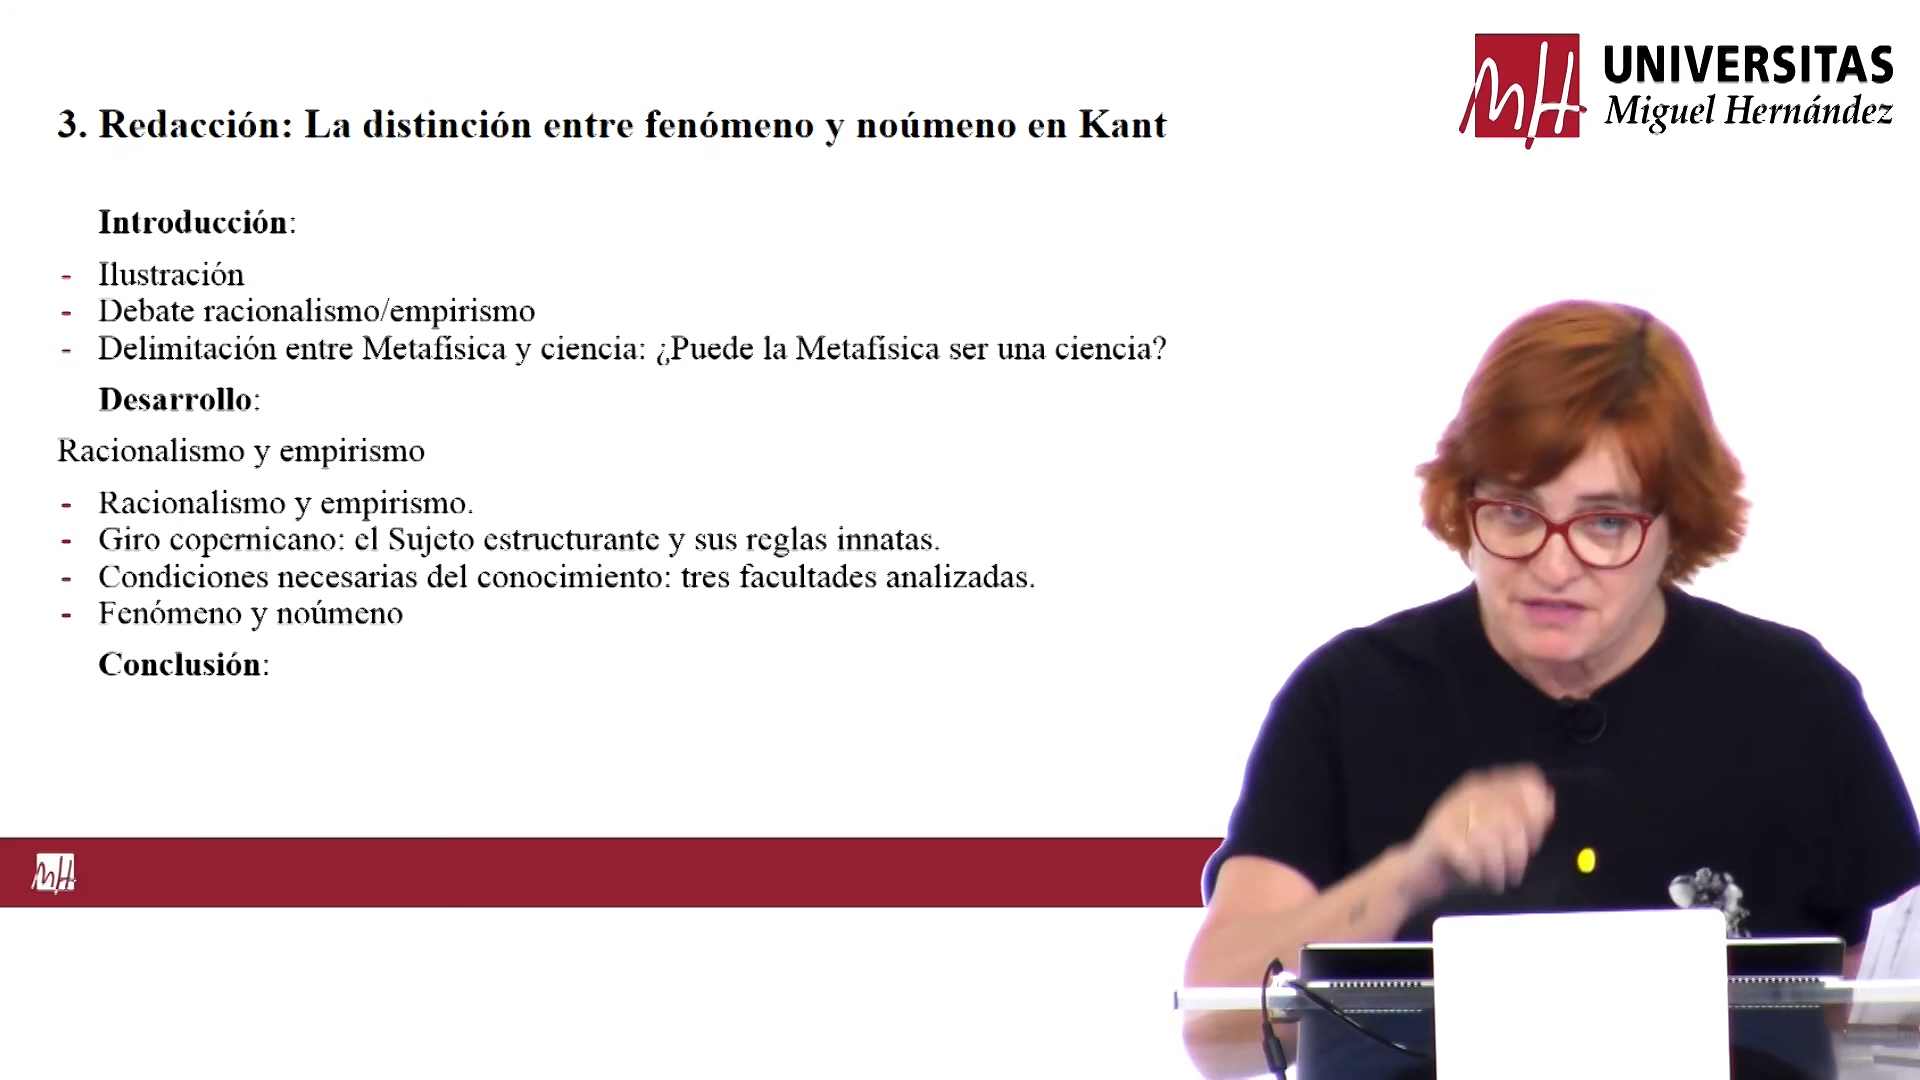 UNIVERSITAS
Miguel Hernández
3. Redacción: La distinción entre fenómeno y noúmeno en Kant
Introducción:
- Ilustración
- Debate racionalismo/empirismo
- Delimitación entre Metafísica y ciencia: ¿Puede la Metafísica ser una ciencia?
Desarrollo:
Racionalismo y empirismo
- Racionalismo y empirismo.
- Giro copernicano: el Sujeto estructurante y sus reglas innatas.
- Condiciones necesarias del conocimiento: tres facultades analizadas.
- Fenómeno y noúmeno
Conclusión: